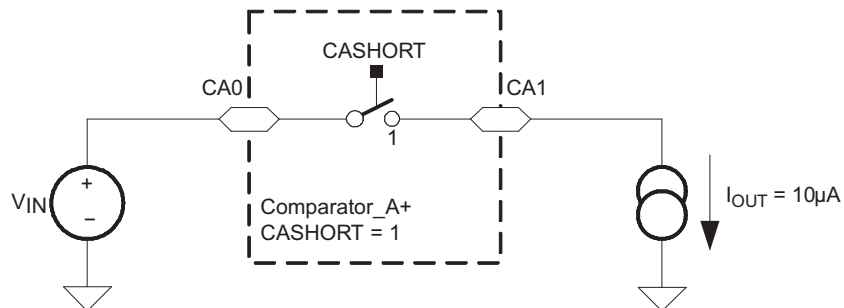 CASHORT
CA0
CA1
1
+
−
VIN
Comparator_A+
CASHORT = 1
IOUT = 10μA